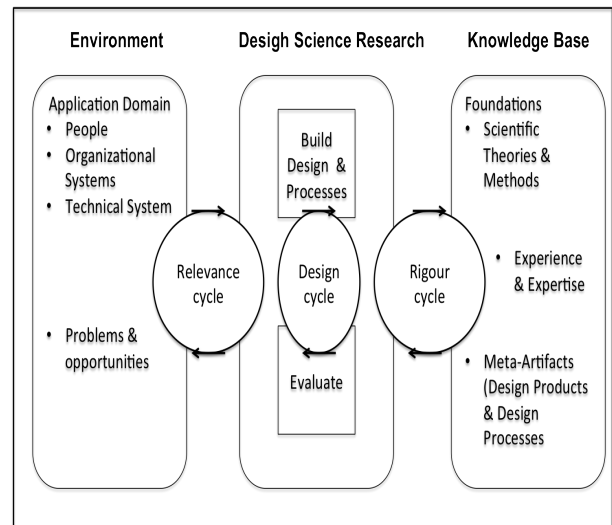 Environment
Desigh Science Research
Knowledge Base
Application Domain
• People
• Organizational
Systems
• Technical System
• Problems &
opportunities
Relevance
cycle
Build
Design &
Processes
Design
cycle
Evaluate
Rigour
cycle
Foundations
• Scientific
Theories &
Methods
• Experience
& Expertise
• Meta-Artifacts
(Design Products
& Design
Processes